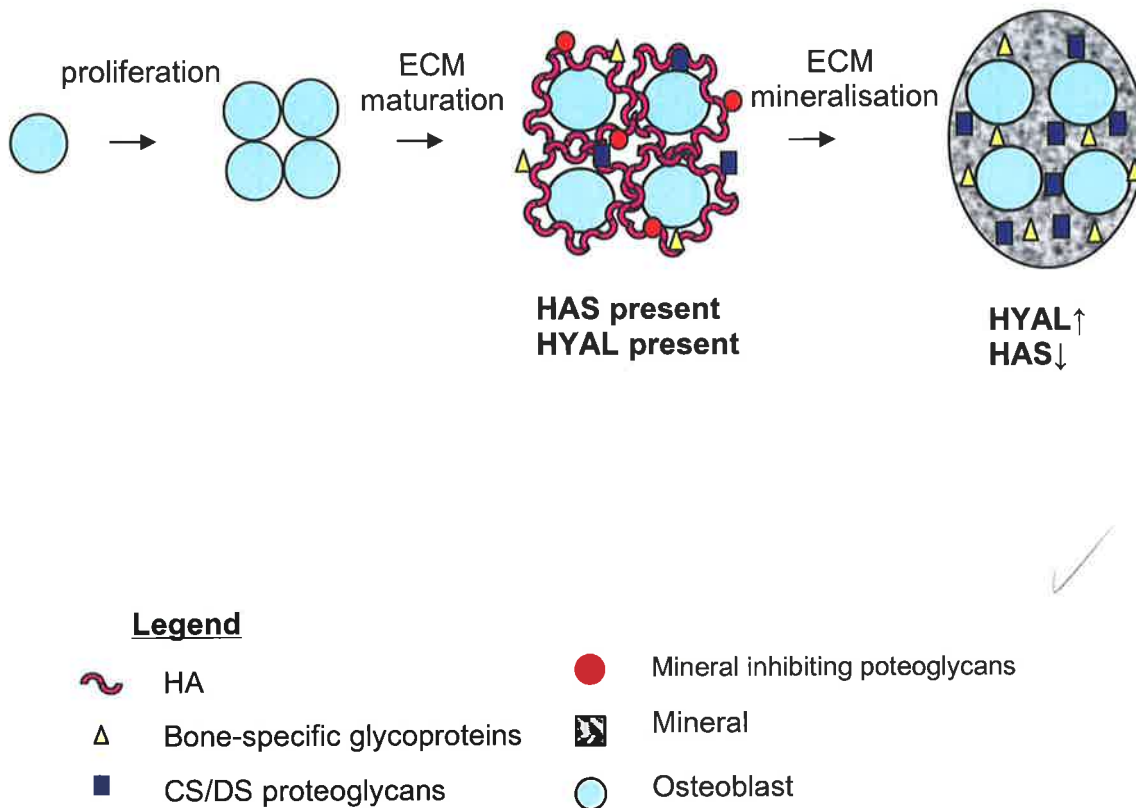 proliferation
ECM
maturation
ECM
mineralisation
HAS present
HYAL present
HYAL↑
HAS↓
Legend
HA
Bone-specific glycoproteins
CS/DS proteoglycans
Mineral inhibiting poteoglycans
Mineral
Osteoblast